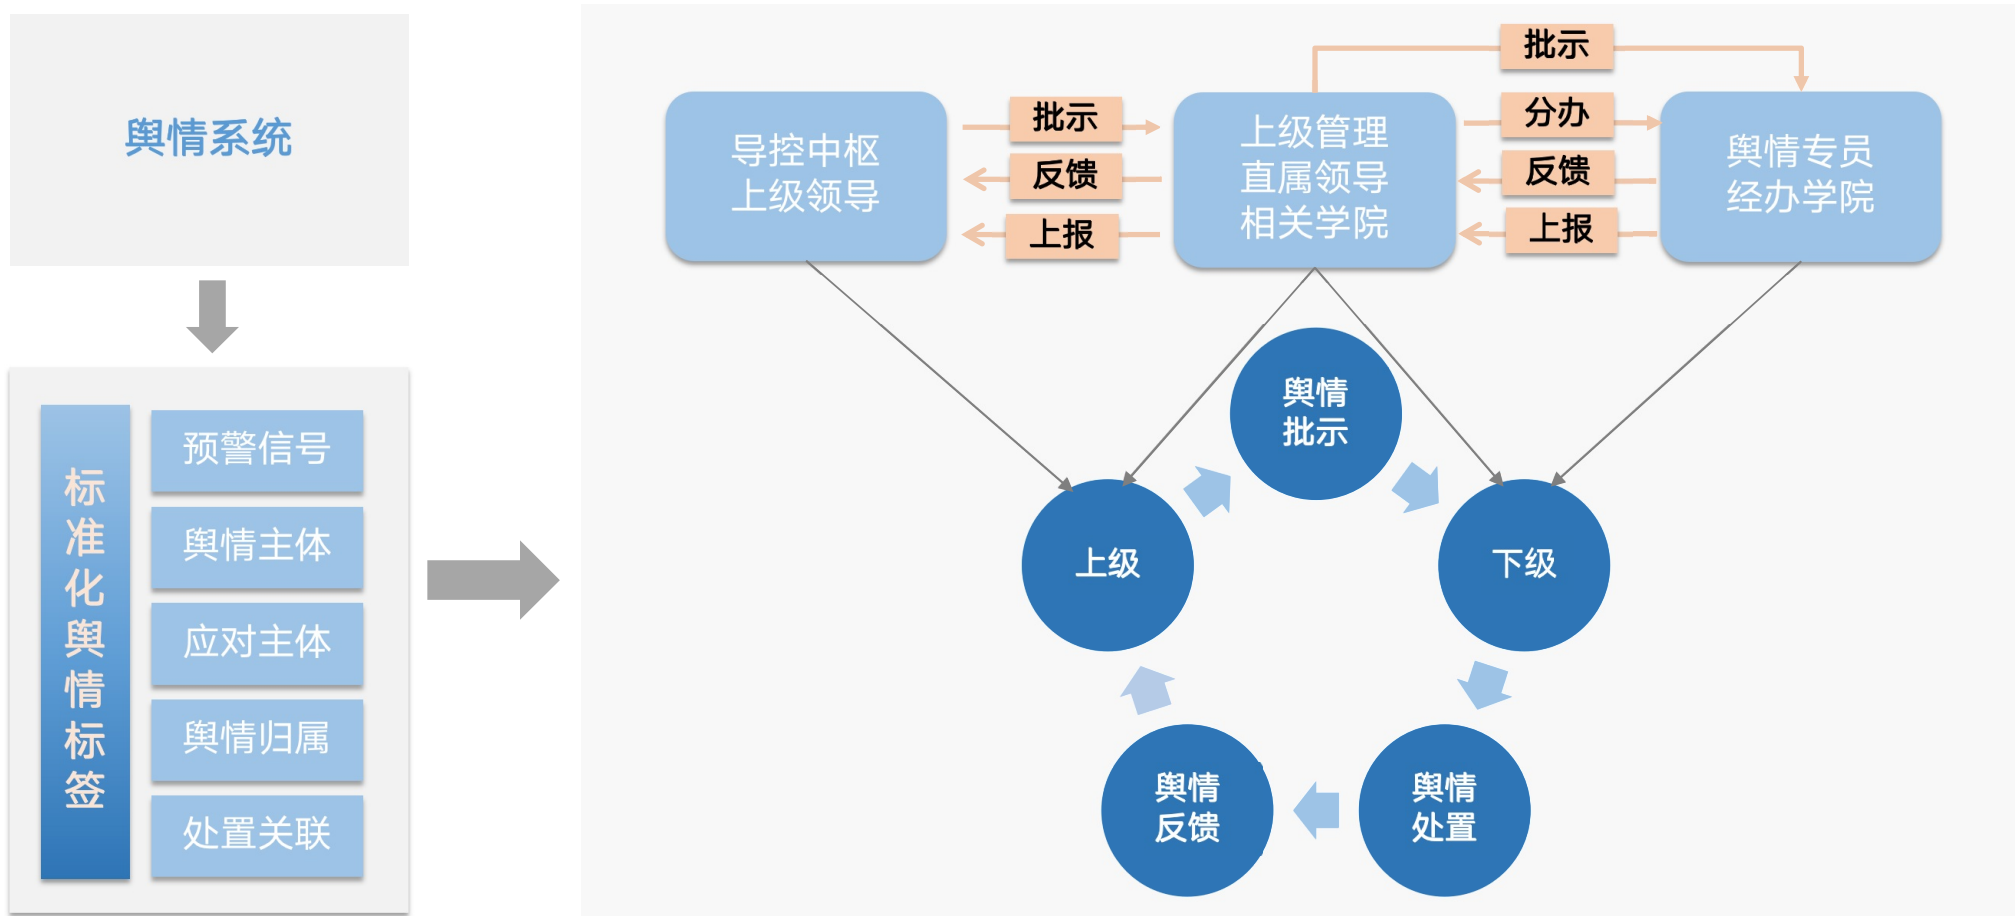 舆情系统
标准化舆情标签
预警信号
舆情主体
应对主体
舆情归属
处置关联
批示
导控中枢
上级领导
批示
反馈
上报
上级管理
直属领导
相关学院
分办
反馈
上报
舆情专员
经办学院
舆情
批示
上级
下级
舆情
反馈
舆情
处置